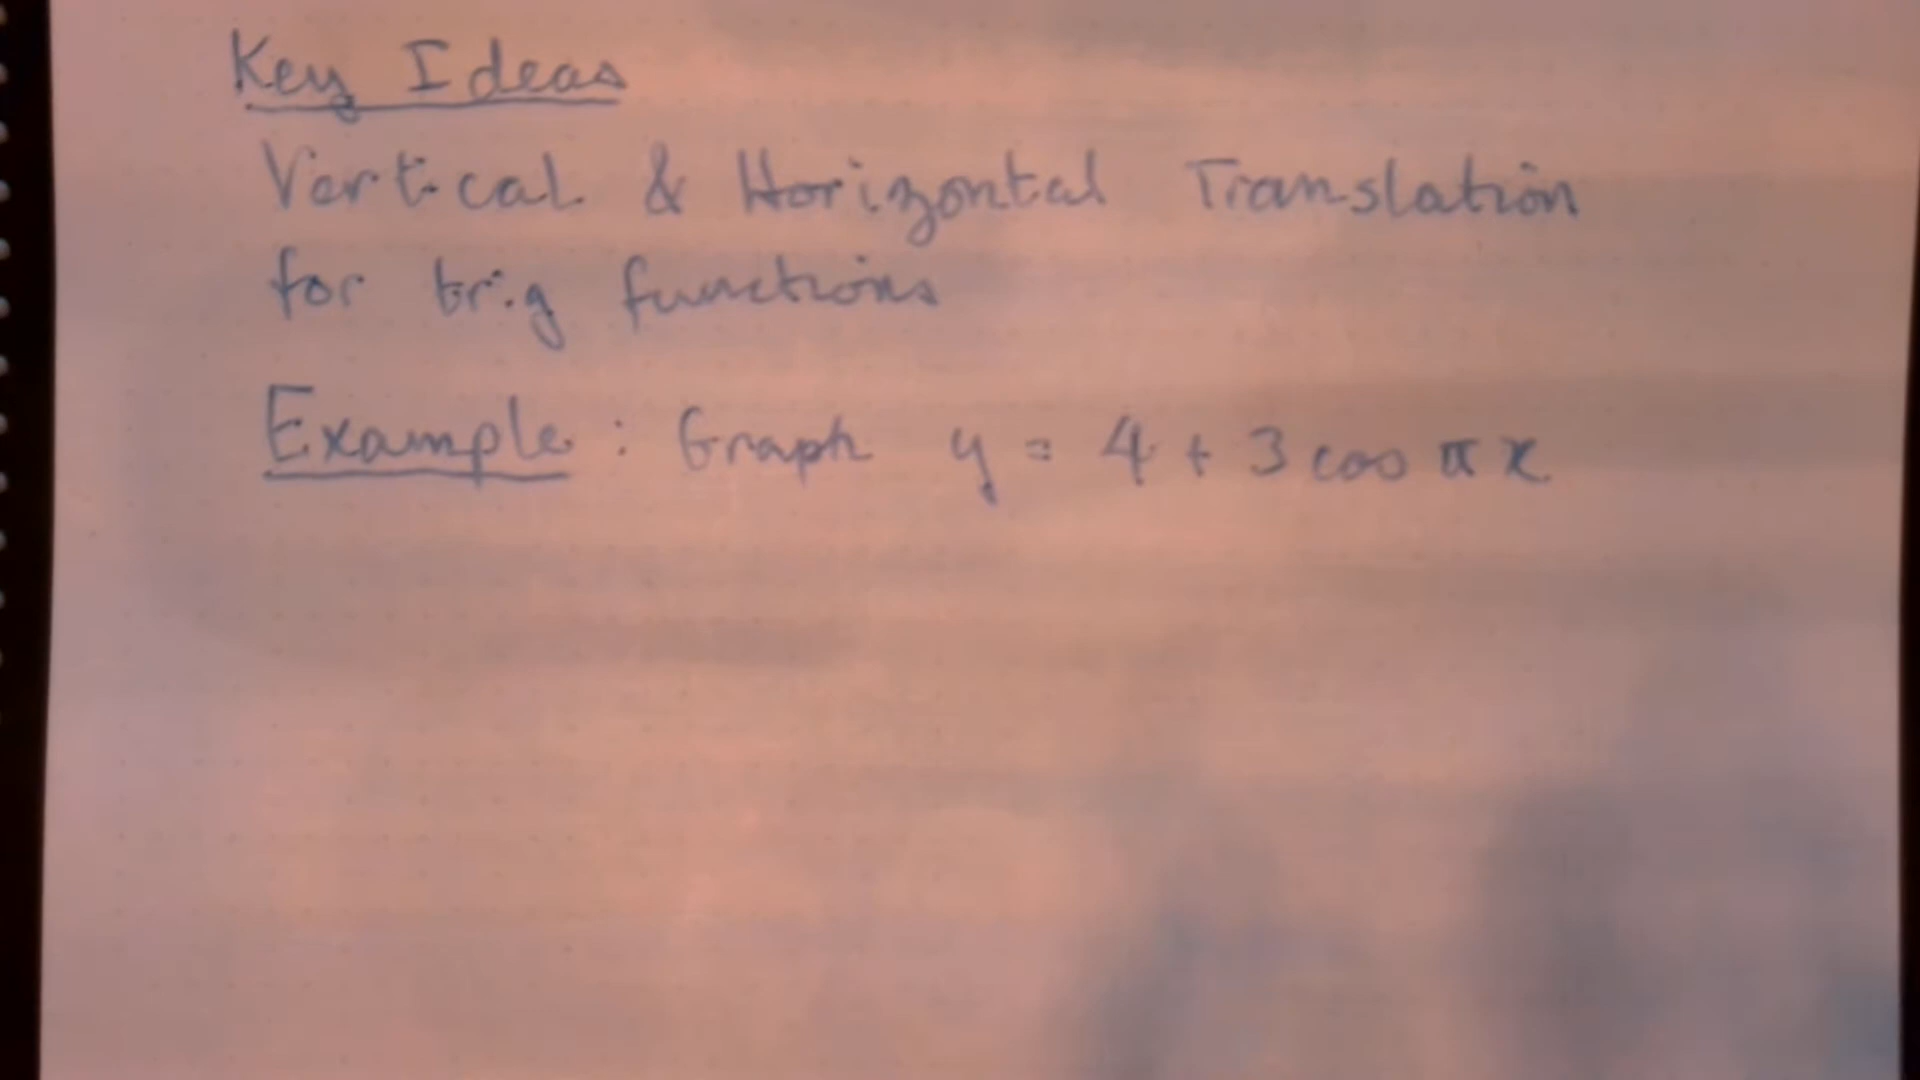 Key Ideas
Vertical & Horizontal Translation
for trig functions
Example : Graph y = 4 + 3 cos πx